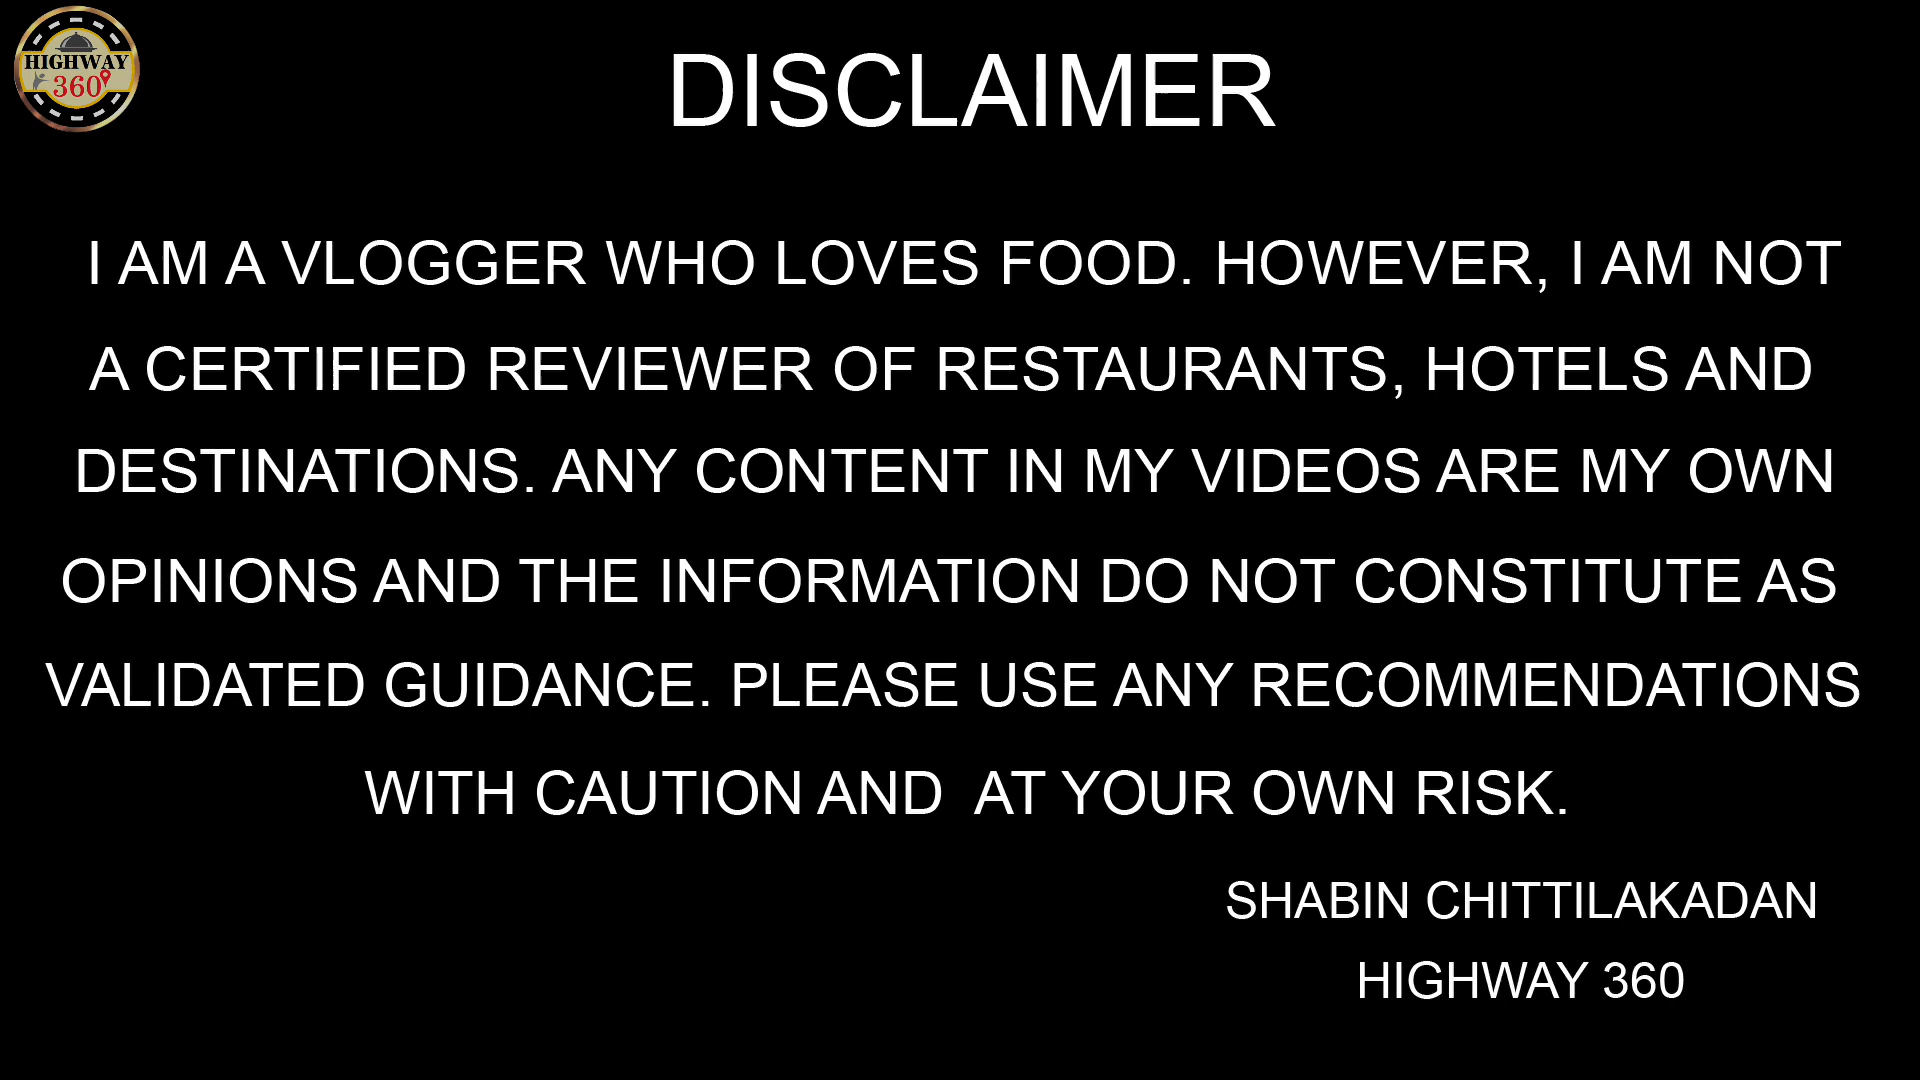 HIGHWAY
360
DISCLAIMER
I AM A VLOGGER WHO LOVES FOOD. HOWEVER, I AM NOT
A CERTIFIED REVIEWER OF RESTAURANTS, HOTELS AND
DESTINATIONS. ANY CONTENT IN MY VIDEOS ARE MY OWN
OPINIONS AND THE INFORMATION DO NOT CONSTITUTE AS
VALIDATED GUIDANCE. PLEASE USE ANY RECOMMENDATIONS
WITH CAUTION AND  AT YOUR OWN RISK.
SHABIN CHITTILAKADAN
HIGHWAY 360